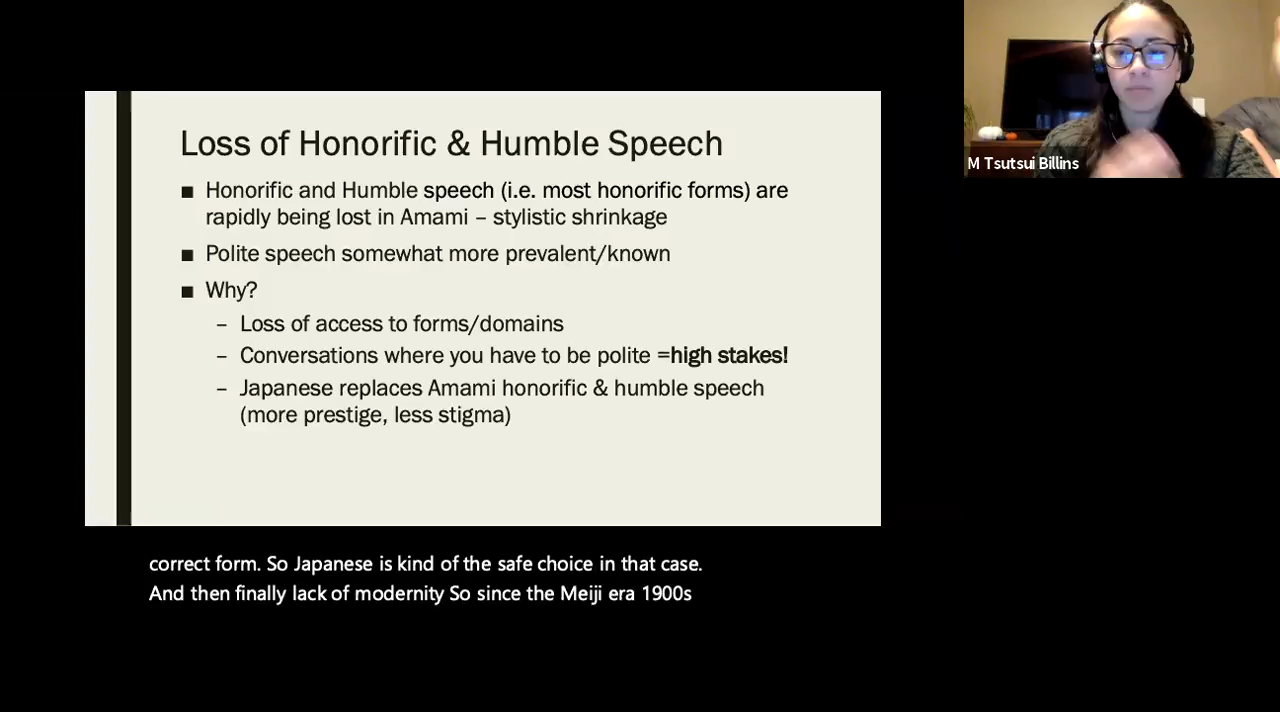 Loss of Honorific & Humble Speech
■ Honorific and Humble speech (i.e. most honorific forms) are
rapidly being lost in Amami – stylistic shrinkage
■ Polite speech somewhat more prevalent/known
■ Why?
– Loss of access to forms/domains
– Conversations where you have to be polite =high stakes!
– Japanese replaces Amami honorific & humble speech
(more prestige, less stigma)
M Tsutsui Billins
correct form. So Japanese is kind of the safe choice in that case.
And then finally lack of modernity So since the Meiji era 1900s